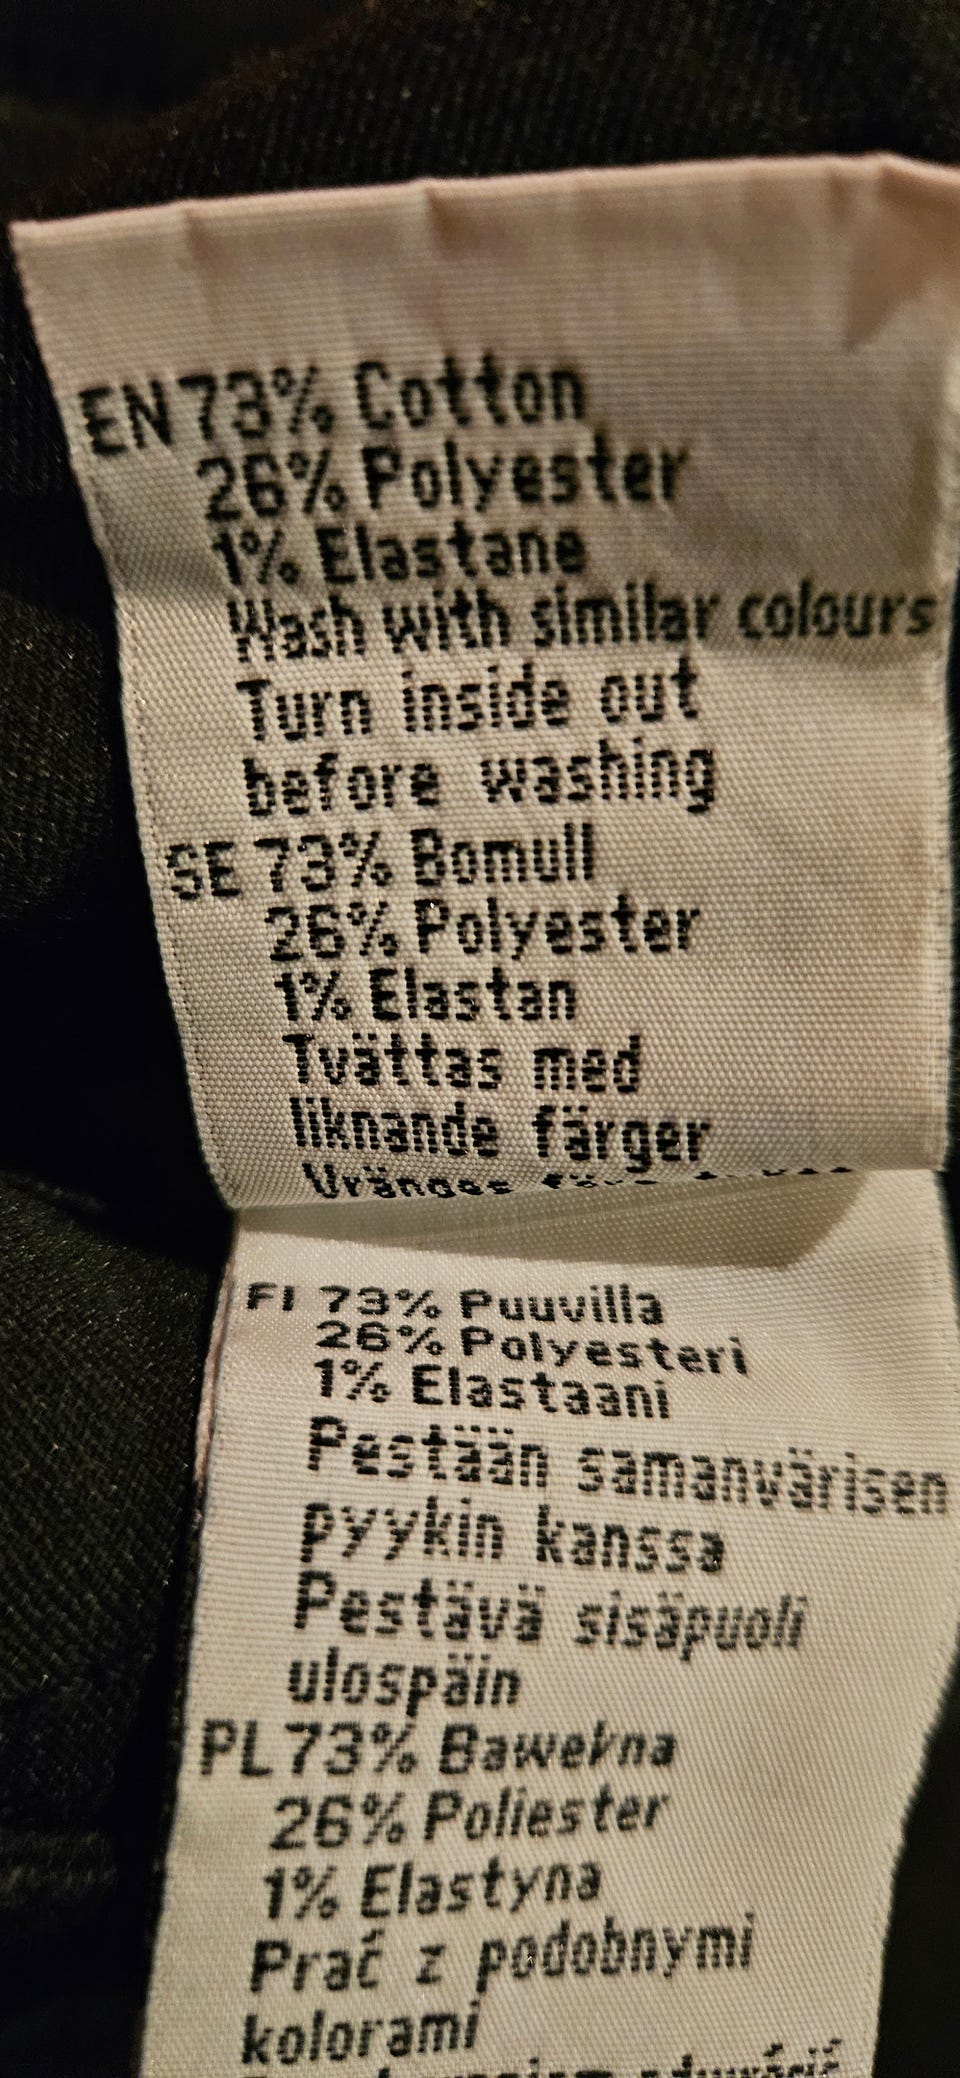 EN 73% Cotton
26% Polyester
1% Elastane
Wash with similar colours
Turn inside out
before washing
SE 73% Bomull
26% Polyester
1% Elastan
Tvättas med
liknande färger
Vränges
FI 73% Puuvilla
26% Polyesteri
1% Elastaani
Pestään samanvärisen
pyykin kanssa
Pestävä sisäpuoli
ulospäin
PL 73% Bawełna
26% Poliester
1% Elastyna
Prać z podobnymi
kolorami